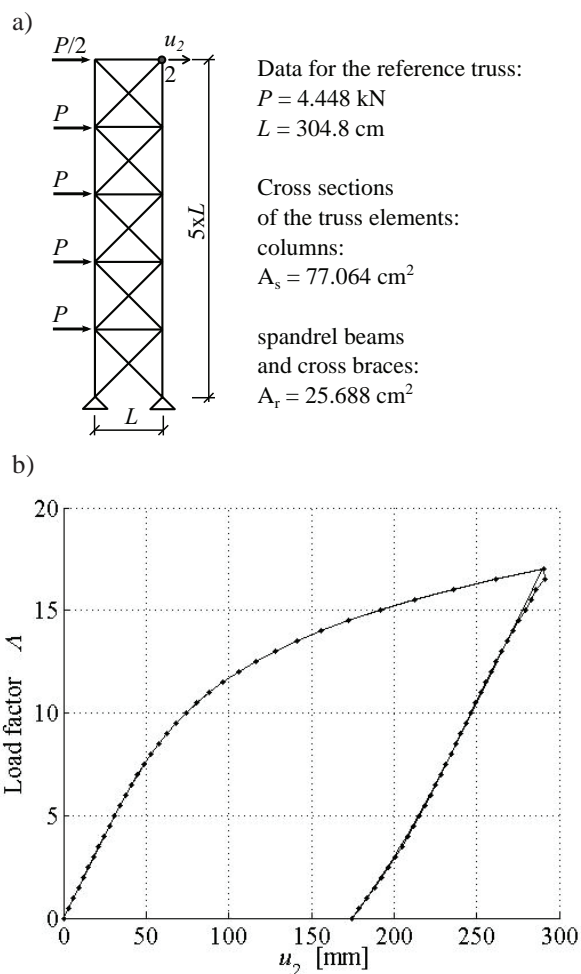 a)
P/2
u₂
2
P
P
P
P
5xL
L
Data for the reference truss:
P = 4.448 kN
L = 304.8 cm
Cross sections
of the truss elements:
columns:
Aₛ = 77.064 cm²
spandrel beams
and cross braces:
Aᵣ = 25.688 cm²
b)
Load factor Λ
20
15
10
5
0
0 50 100 150 200 250 300
u₂ [mm]